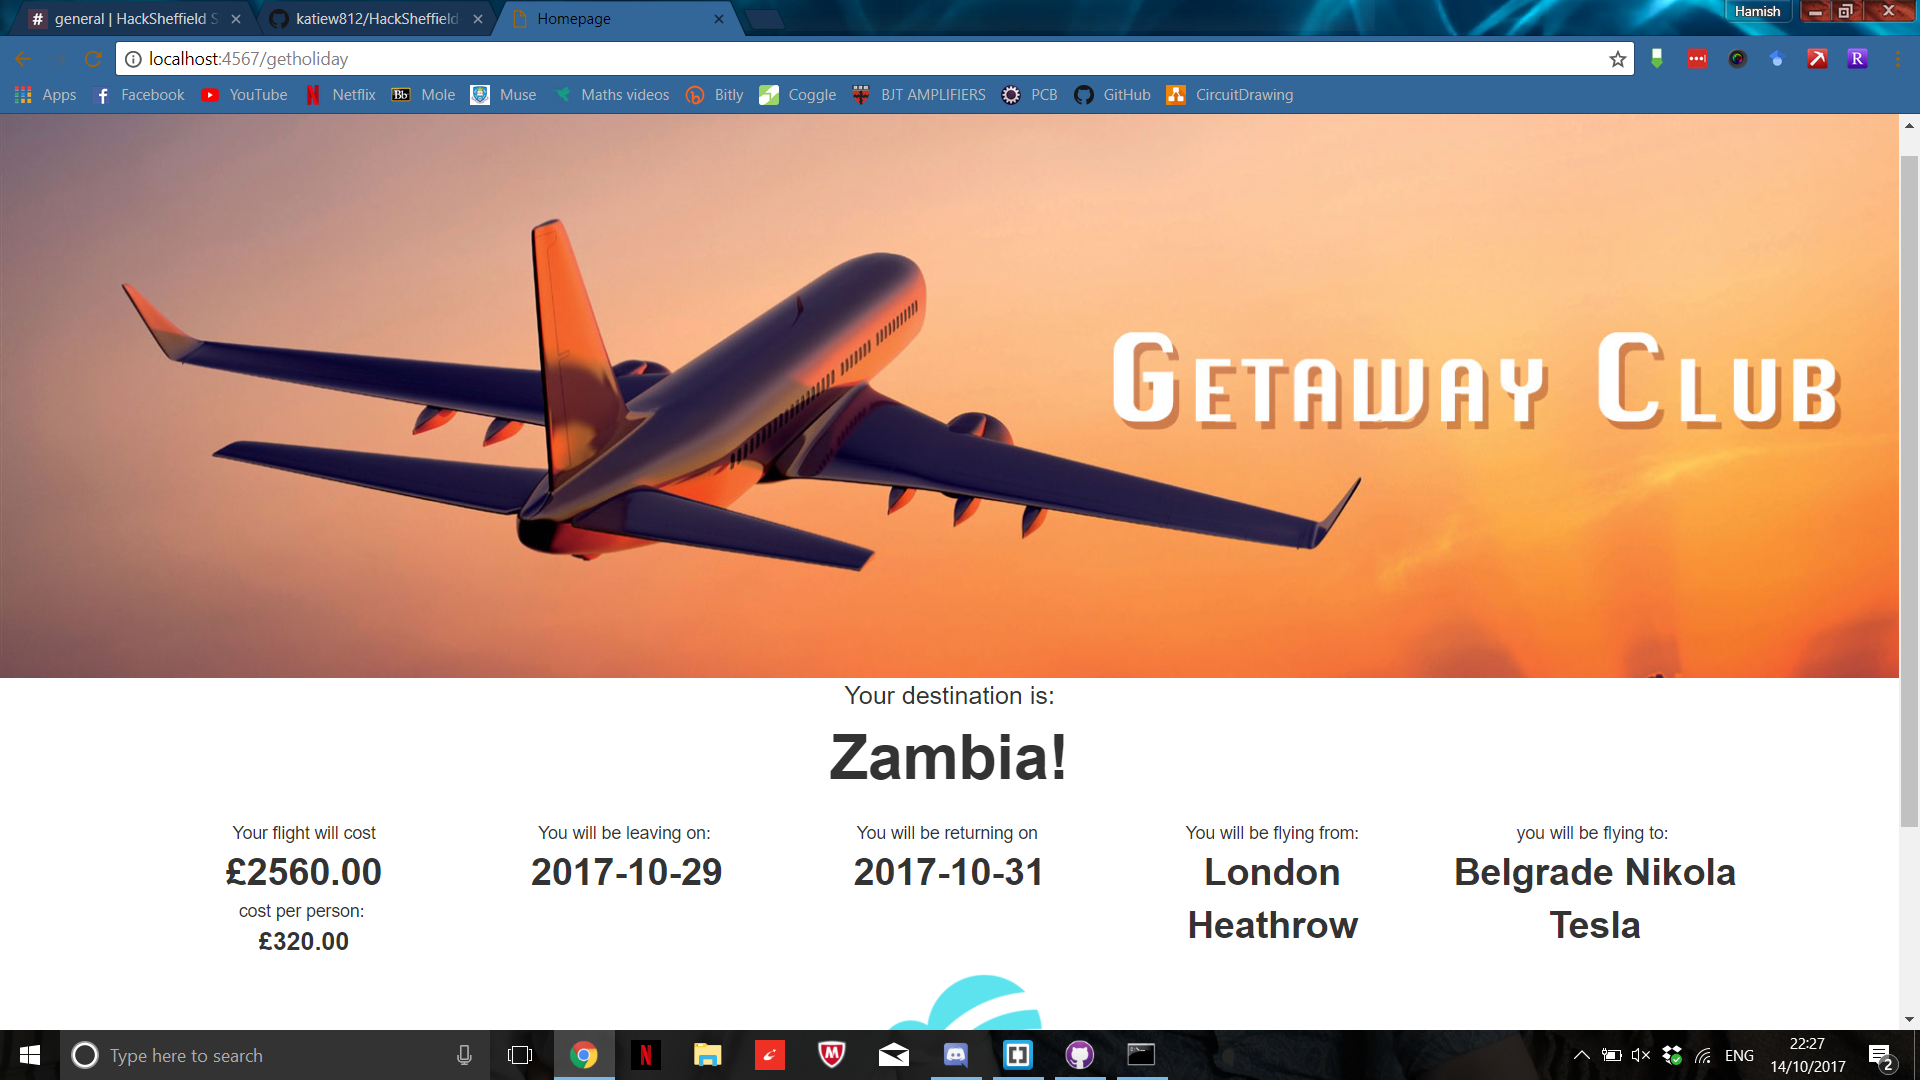 general | HackSheffield S
katiew812/HackSheffield
Homepage
Hamish
localhost:4567/getholiday
Apps
Facebook
YouTube
Netflix
Bb
Mole
Muse
Maths videos
Bitly
Coggle
BJT AMPLIFIERS
PCB
GitHub
CircuitDrawing
R
Getaway Club
Your destination is:
Zambia!
Your flight will cost
£2560.00
cost per person:
£320.00
You will be leaving on:
2017-10-29
You will be returning on
2017-10-31
You will be flying from:
London
Heathrow
you will be flying to:
Belgrade Nikola
Tesla
Type here to search
ENG
22:27
14/10/2017
2